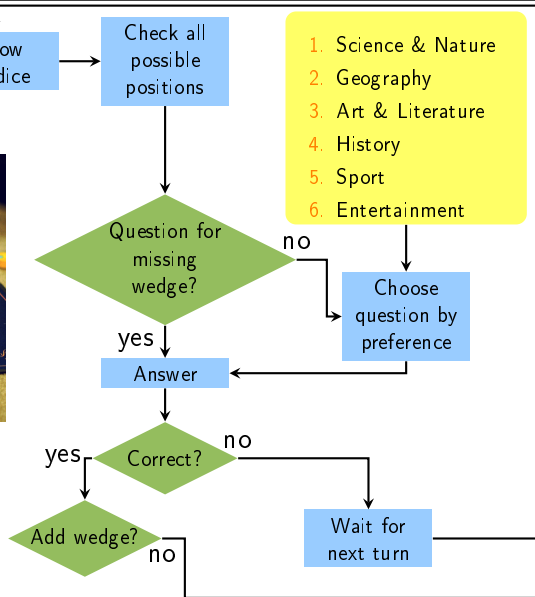 ow
dice
Check all
possible
positions
1. Science & Nature
2. Geography
3. Art & Literature
4. History
5. Sport
6. Entertainment
Question for
missing
wedge?
no
Choose
question by
preference
yes
Answer
Correct?
no
yes
Add wedge?
no
Wait for
next turn